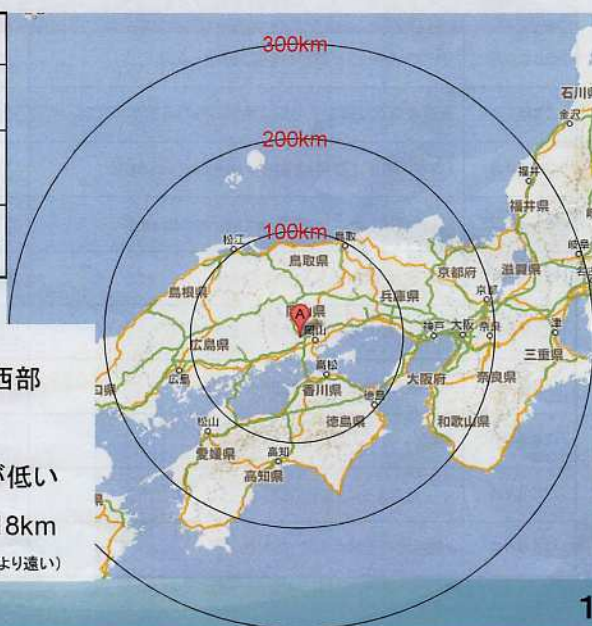 300km
石川県
金沢
200km
福井
福井県
100km
松江
鳥取
鳥取県
岐阜
滋賀県
京都府
京都
島根県
兵庫県
A
岡山
神戸
大阪
奈良
津
広島県
広島
三重県
高松
香川県
大阪府
奈良県
徳島
徳島県
和歌山県
松山
愛媛県
高知
高知県
口県
西部
が低い
18km
より遠い)
1